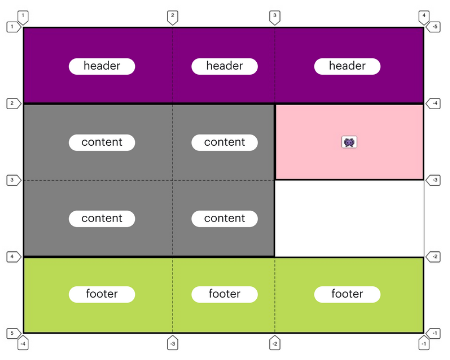 1 2 3 4
1 -5
header header header
2 -4
content content
3 -3
content content
4 -2
footer footer footer
5 -1
-4 -3 -2 -1